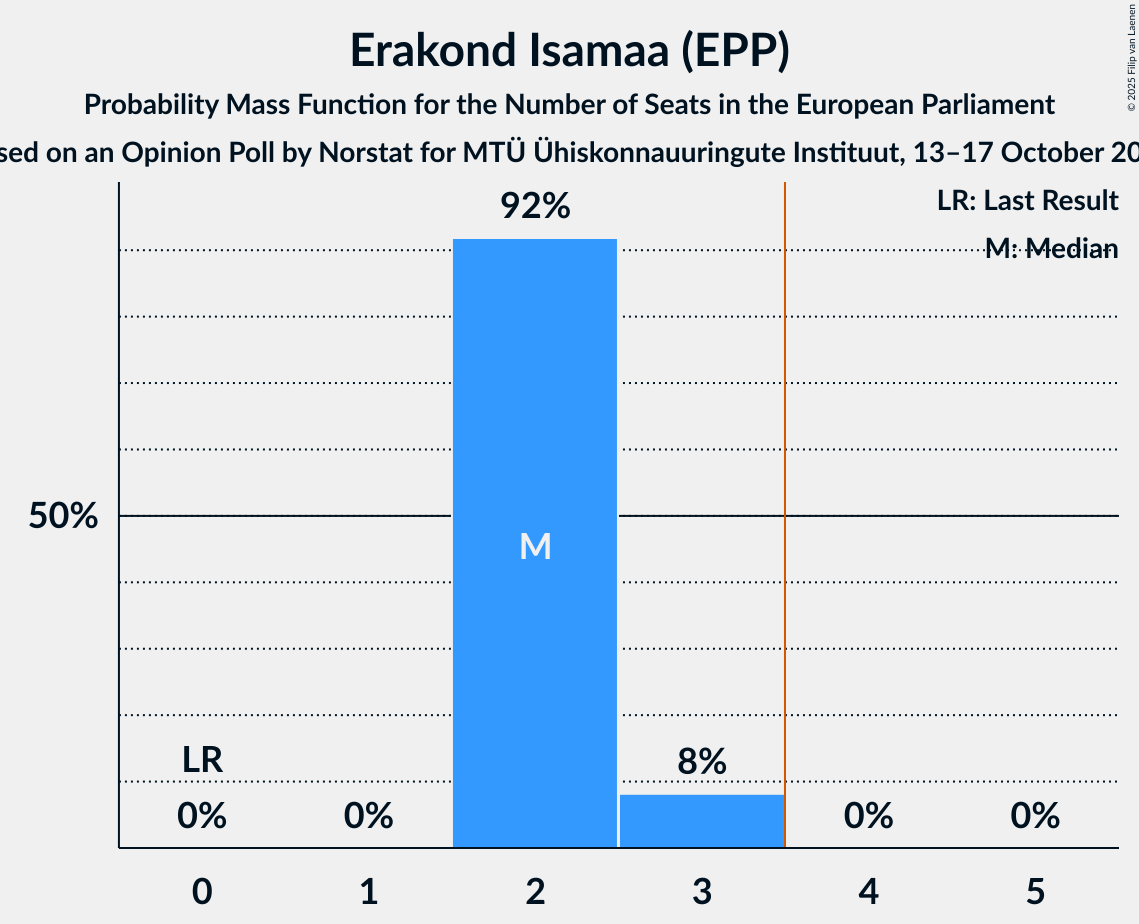 Erakond Isamaa (EPP)
Probability Mass Function for the Number of Seats in the European Parliament
sed on an Opinion Poll by Norstat for MTÜ Ühiskonnauuringute Instituut, 13–17 October 20
© 2025 Filip van Laenen
LR: Last Result
M: Median
92%
50%
M
LR
8%
0%
0%
0%
0%
0
1
2
3
4
5